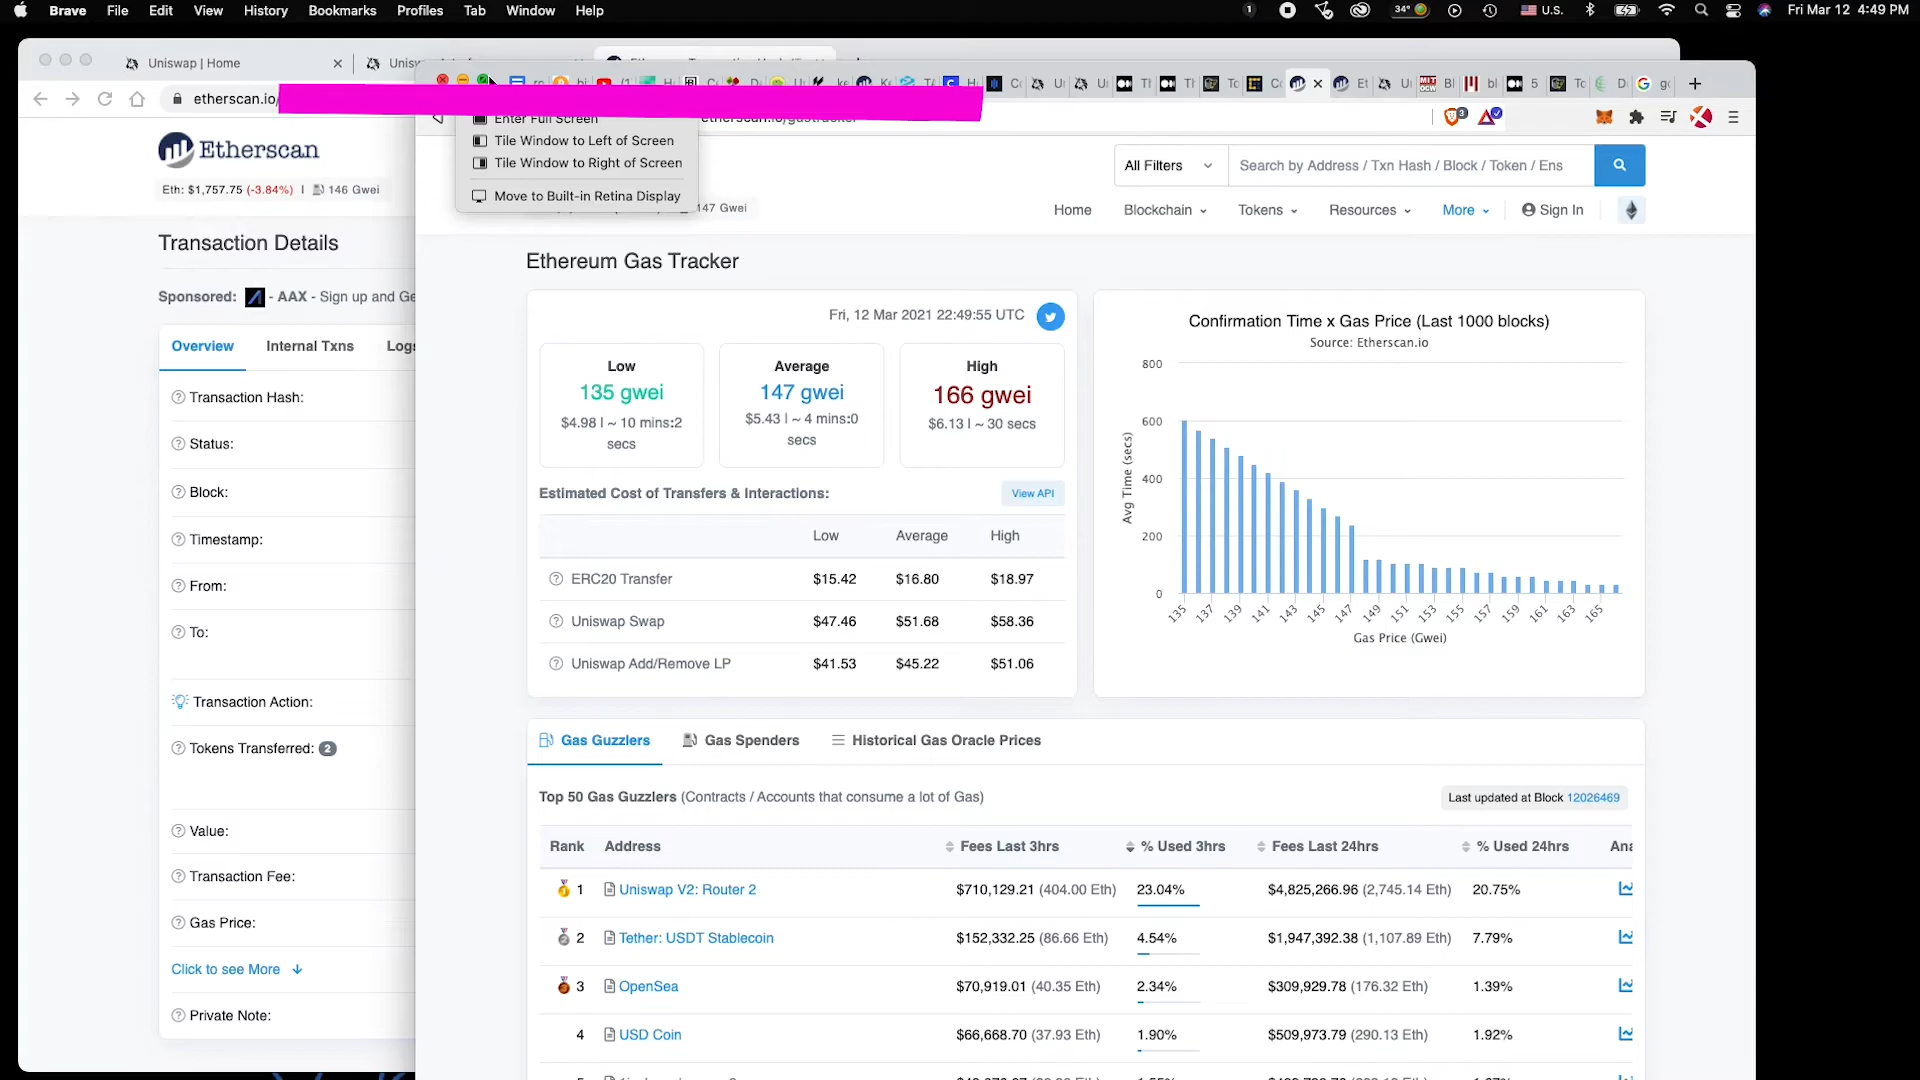 Brave File Edit View History Bookmarks Profiles Tab Window Help
1 34° U.S. Fri Mar 12 4:49 PM
Uniswap | Home
etherscan.io/
Enter Full Screen
Tile Window to Left of Screen
Tile Window to Right of Screen
Move to Built-in Retina Display
Etherscan
Eth: $1,757.75 (-3.84%) | 146 Gwei
147 Gwei
All Filters
Search by Address / Txn Hash / Block / Token / Ens
Home Blockchain Tokens Resources More Sign In
Transaction Details
Sponsored: - AAX - Sign up and Ge
Overview Internal Txns Logs
Transaction Hash:
Status:
Block:
Timestamp:
From:
To:
Transaction Action:
Tokens Transferred: 2
Value:
Transaction Fee:
Gas Price:
Click to see More
Private Note:
Ethereum Gas Tracker
Fri, 12 Mar 2021 22:49:55 UTC
Low
135 gwei
$4.98 | ~ 10 mins:2
secs
Average
147 gwei
$5.43 | ~ 4 mins:0
secs
High
166 gwei
$6.13 | ~ 30 secs
Estimated Cost of Transfers & Interactions: View API
Low Average High
ERC20 Transfer $15.42 $16.80 $18.97
Uniswap Swap $47.46 $51.68 $58.36
Uniswap Add/Remove LP $41.53 $45.22 $51.06
Confirmation Time x Gas Price (Last 1000 blocks)
Source: Etherscan.io
Avg Time (secs)
800
600
400
200
0
135 137 139 141 143 145 147 149 151 153 155 157 159 161 163 165
Gas Price (Gwei)
Gas Guzzlers Gas Spenders Historical Gas Oracle Prices
Top 50 Gas Guzzlers (Contracts / Accounts that consume a lot of Gas)
Last updated at Block 12026469
Rank Address Fees Last 3hrs % Used 3hrs Fees Last 24hrs % Used 24hrs Ana
1 Uniswap V2: Router 2 $710,129.21 (404.00 Eth) 23.04% $4,825,266.96 (2,745.14 Eth) 20.75%
2 Tether: USDT Stablecoin $152,332.25 (86.66 Eth) 4.54% $1,947,392.38 (1,107.89 Eth) 7.79%
3 OpenSea $70,919.01 (40.35 Eth) 2.34% $309,929.78 (176.32 Eth) 1.39%
4 USD Coin $66,668.70 (37.93 Eth) 1.90% $509,973.79 (290.13 Eth) 1.92%